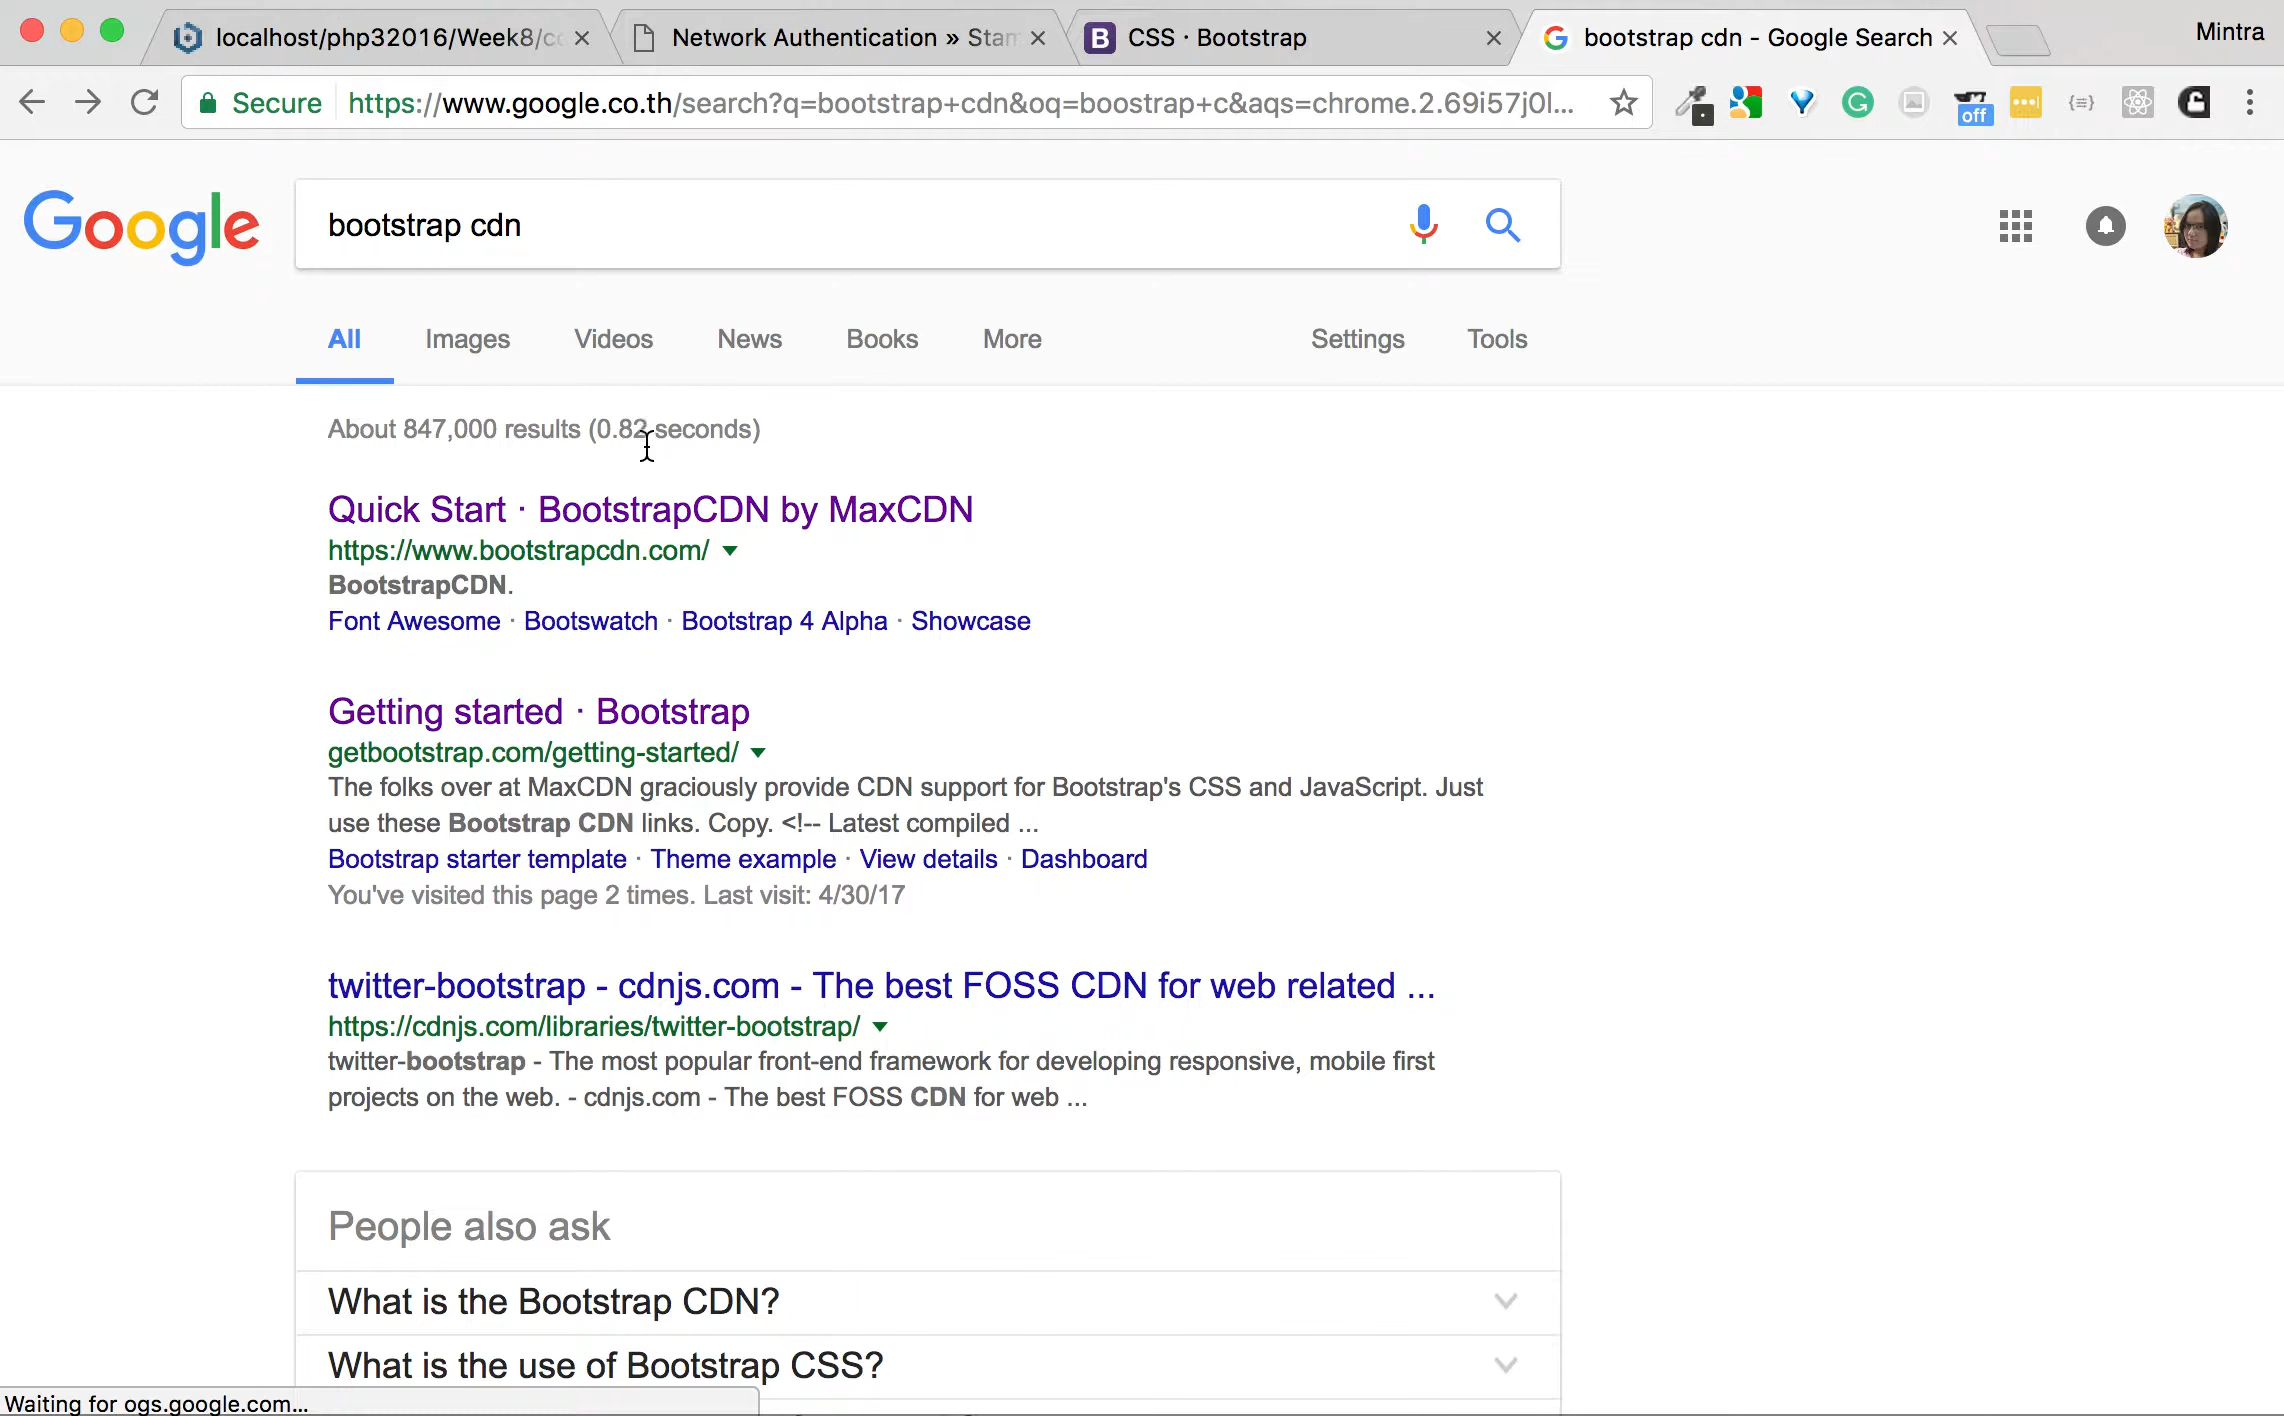 localhost/php32016/Week8/co
Network Authentication » Stam
CSS · Bootstrap
bootstrap cdn - Google Search
Mintra
Secure
https://www.google.co.th/search?q=bootstrap+cdn&oq=boostrap+c&aqs=chrome.2.69i57j0l...
off
Google
bootstrap cdn
All
Images
Videos
News
Books
More
Settings
Tools
About 847,000 results (0.82 seconds)
Quick Start · BootstrapCDN by MaxCDN
https://www.bootstrapcdn.com/
BootstrapCDN.
Font Awesome · Bootswatch · Bootstrap 4 Alpha · Showcase
Getting started · Bootstrap
getbootstrap.com/getting-started/
The folks over at MaxCDN graciously provide CDN support for Bootstrap's CSS and JavaScript. Just
use these Bootstrap CDN links. Copy. <!-- Latest compiled ...
Bootstrap starter template · Theme example · View details · Dashboard
You've visited this page 2 times. Last visit: 4/30/17
twitter-bootstrap - cdnjs.com - The best FOSS CDN for web related ...
https://cdnjs.com/libraries/twitter-bootstrap/
twitter-bootstrap - The most popular front-end framework for developing responsive, mobile first
projects on the web. - cdnjs.com - The best FOSS CDN for web ...
People also ask
What is the Bootstrap CDN?
What is the use of Bootstrap CSS?
Waiting for ogs.google.com...